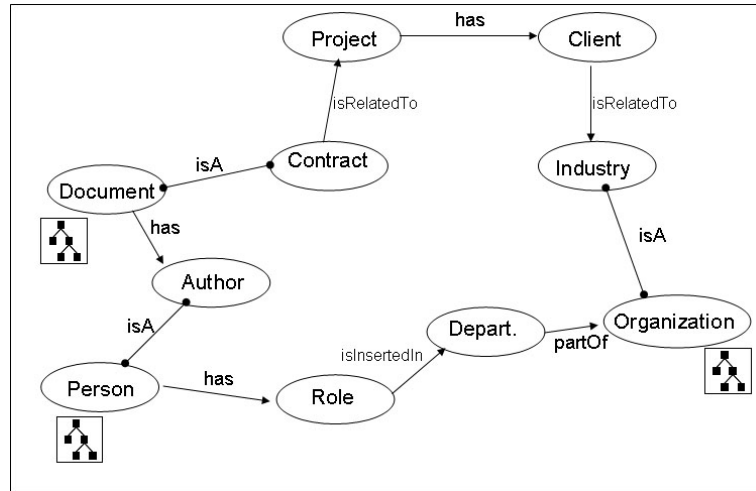 has
Project
Client
isRelatedTo
isRelatedTo
isA
Contract
Industry
Document
has
isA
Author
isA
Depart.
Organization
isInsertedIn
partOf
Person
has
Role